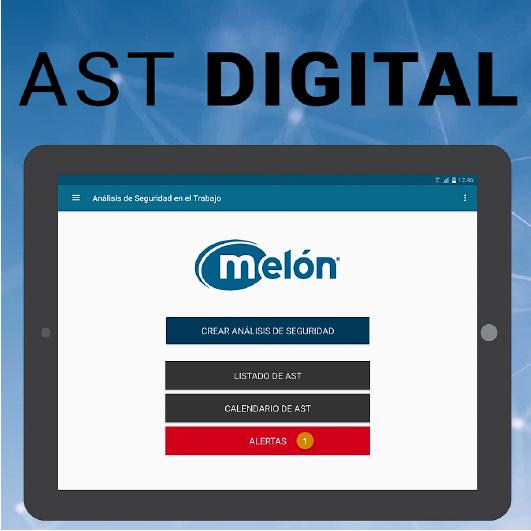 AST DIGITAL
12:46
Análisis de Seguridad en el Trabajo
melón
CREAR ANÁLISIS DE SEGURIDAD
LISTADO DE AST
CALENDARIO DE AST
ALERTAS 1